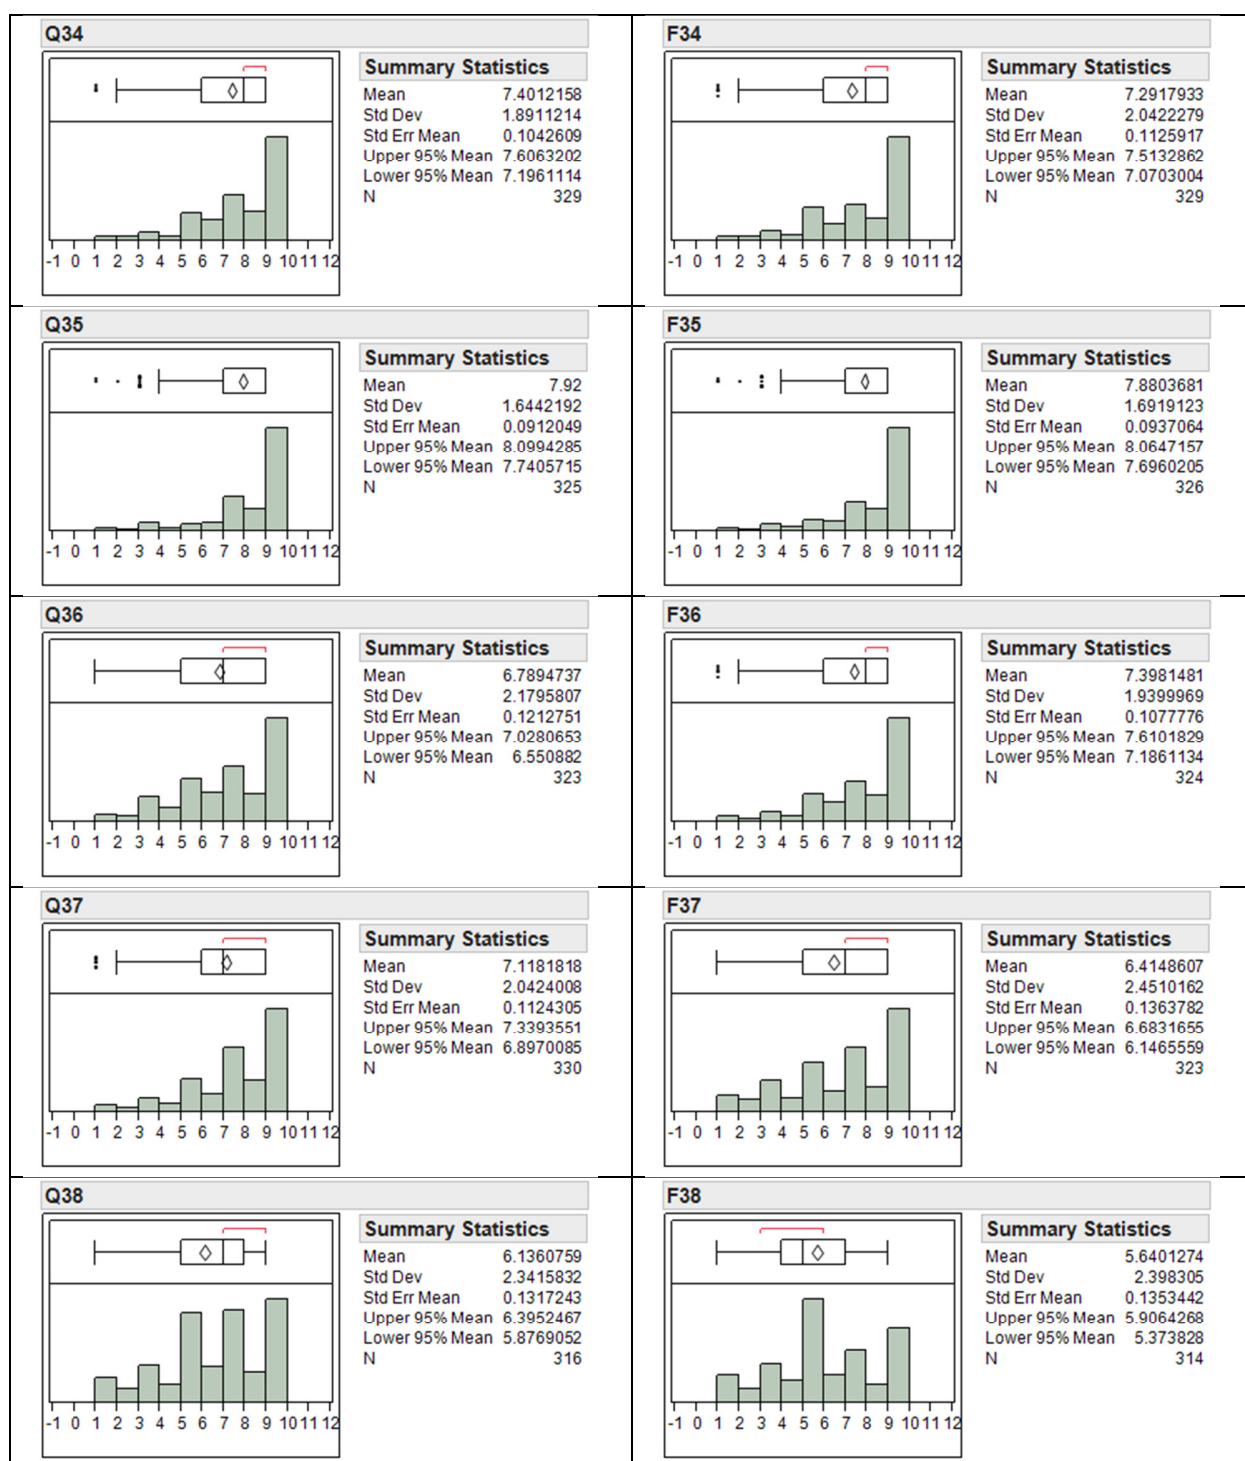 Q34
Summary Statistics
Mean 7.4012158
Std Dev 1.8911214
Std Err Mean 0.1042609
Upper 95% Mean 7.6063202
Lower 95% Mean 7.1961114
N 329
-1 0 1 2 3 4 5 6 7 8 9 10 11 12
F34
Summary Statistics
Mean 7.2917933
Std Dev 2.0422279
Std Err Mean 0.1125917
Upper 95% Mean 7.5132862
Lower 95% Mean 7.0703004
N 329
-1 0 1 2 3 4 5 6 7 8 9 10 11 12
Q35
Summary Statistics
Mean 7.92
Std Dev 1.6442192
Std Err Mean 0.0912049
Upper 95% Mean 8.0994285
Lower 95% Mean 7.7405715
N 325
-1 0 1 2 3 4 5 6 7 8 9 10 11 12
F35
Summary Statistics
Mean 7.8803681
Std Dev 1.6919123
Std Err Mean 0.0937064
Upper 95% Mean 8.0647157
Lower 95% Mean 7.6960205
N 326
-1 0 1 2 3 4 5 6 7 8 9 10 11 12
Q36
Summary Statistics
Mean 6.7894737
Std Dev 2.1795807
Std Err Mean 0.1212751
Upper 95% Mean 7.0280653
Lower 95% Mean 6.550882
N 323
-1 0 1 2 3 4 5 6 7 8 9 10 11 12
F36
Summary Statistics
Mean 7.3981481
Std Dev 1.9399969
Std Err Mean 0.1077776
Upper 95% Mean 7.6101829
Lower 95% Mean 7.1861134
N 324
-1 0 1 2 3 4 5 6 7 8 9 10 11 12
Q37
Summary Statistics
Mean 7.1181818
Std Dev 2.0424008
Std Err Mean 0.1124305
Upper 95% Mean 7.3393551
Lower 95% Mean 6.8970085
N 330
-1 0 1 2 3 4 5 6 7 8 9 10 11 12
F37
Summary Statistics
Mean 6.4148607
Std Dev 2.4510162
Std Err Mean 0.1363782
Upper 95% Mean 6.6831655
Lower 95% Mean 6.1465559
N 323
-1 0 1 2 3 4 5 6 7 8 9 10 11 12
Q38
Summary Statistics
Mean 6.1360759
Std Dev 2.3415832
Std Err Mean 0.1317243
Upper 95% Mean 6.3952467
Lower 95% Mean 5.8769052
N 316
-1 0 1 2 3 4 5 6 7 8 9 10 11 12
F38
Summary Statistics
Mean 5.6401274
Std Dev 2.398305
Std Err Mean 0.1353442
Upper 95% Mean 5.9064268
Lower 95% Mean 5.373828
N 314
-1 0 1 2 3 4 5 6 7 8 9 10 11 12